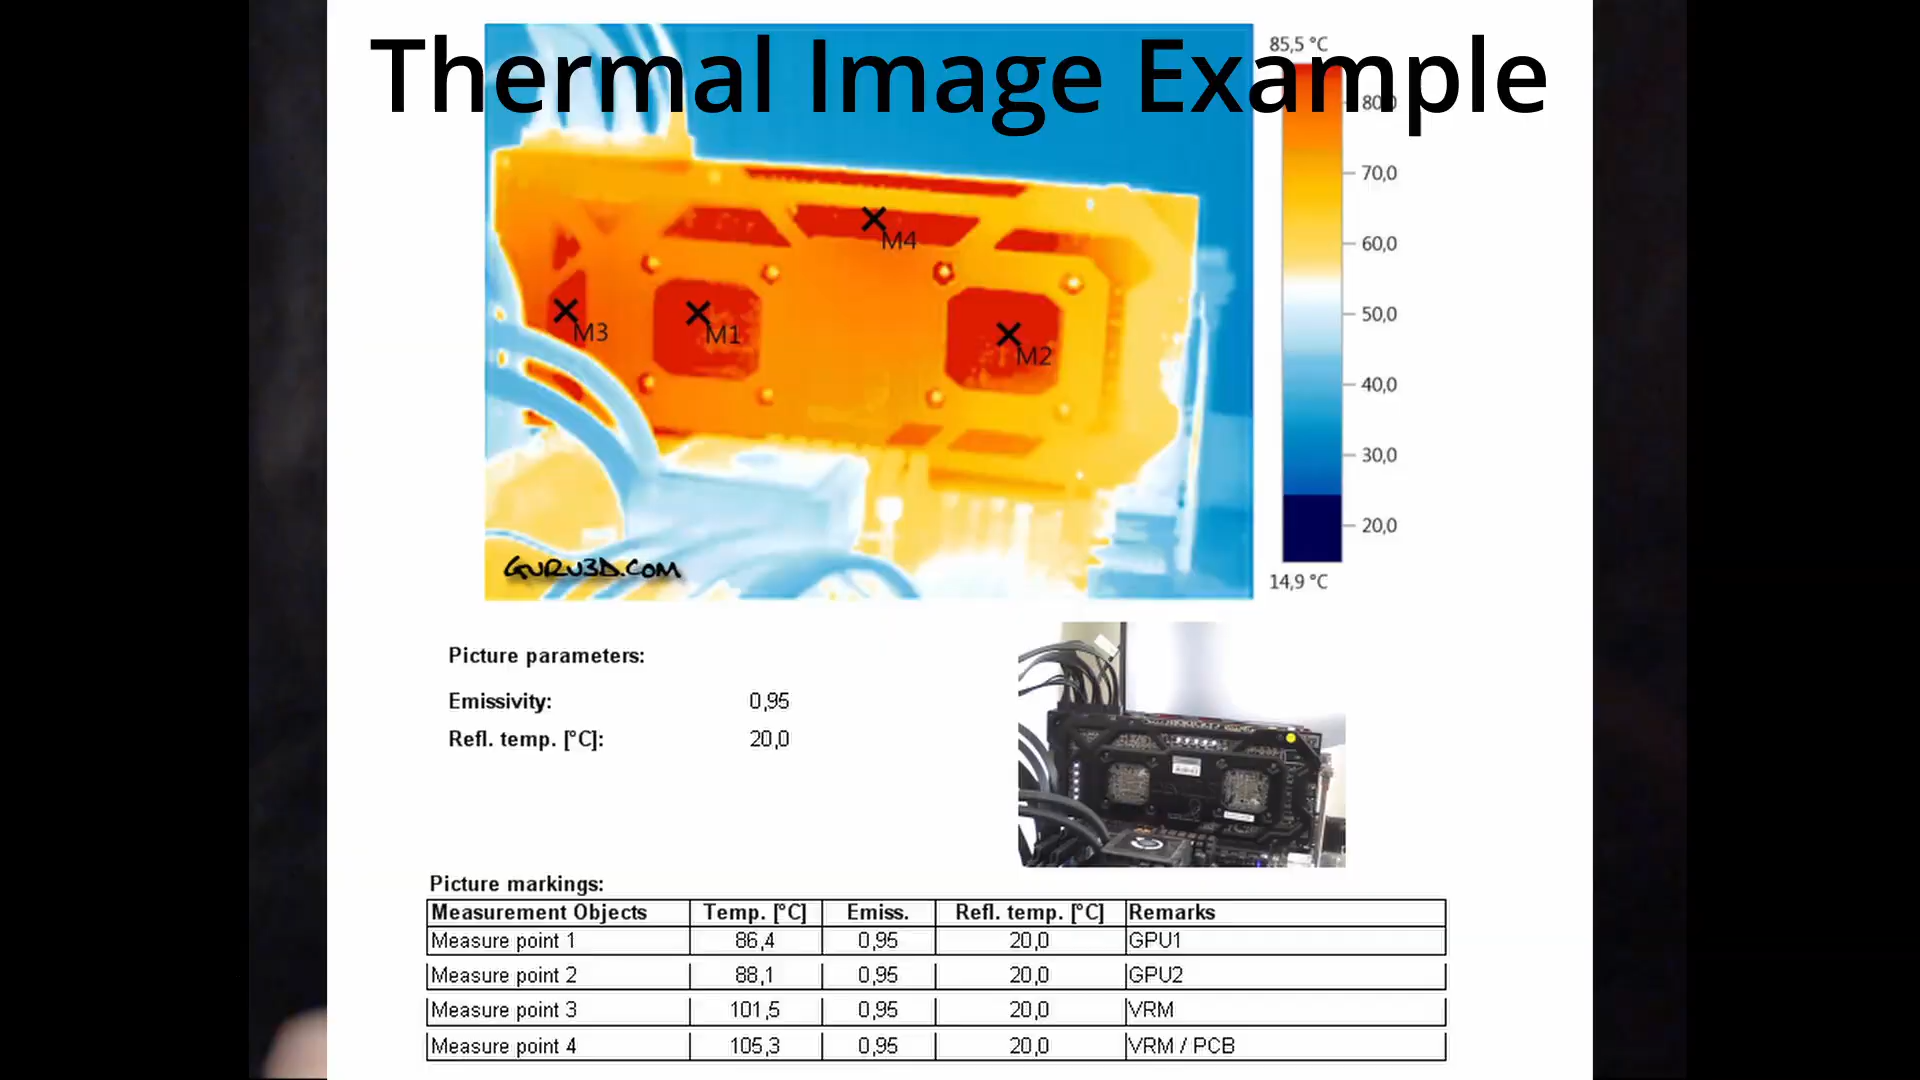 Thermal Image Example
85,5 °C
80,0
70,0
60,0
50,0
40,0
30,0
20,0
14,9 °C
M4
M3
M1
M2
GURU3D.COM
Picture parameters:
Emissivity: 0,95
Refl. temp. [°C]: 20,0
Picture markings:
Measurement Objects Temp. [°C] Emiss. Refl. temp. [°C] Remarks
Measure point 1 86,4 0,95 20,0 GPU1
Measure point 2 88,1 0,95 20,0 GPU2
Measure point 3 101,5 0,95 20,0 VRM
Measure point 4 105,3 0,95 20,0 VRM / PCB